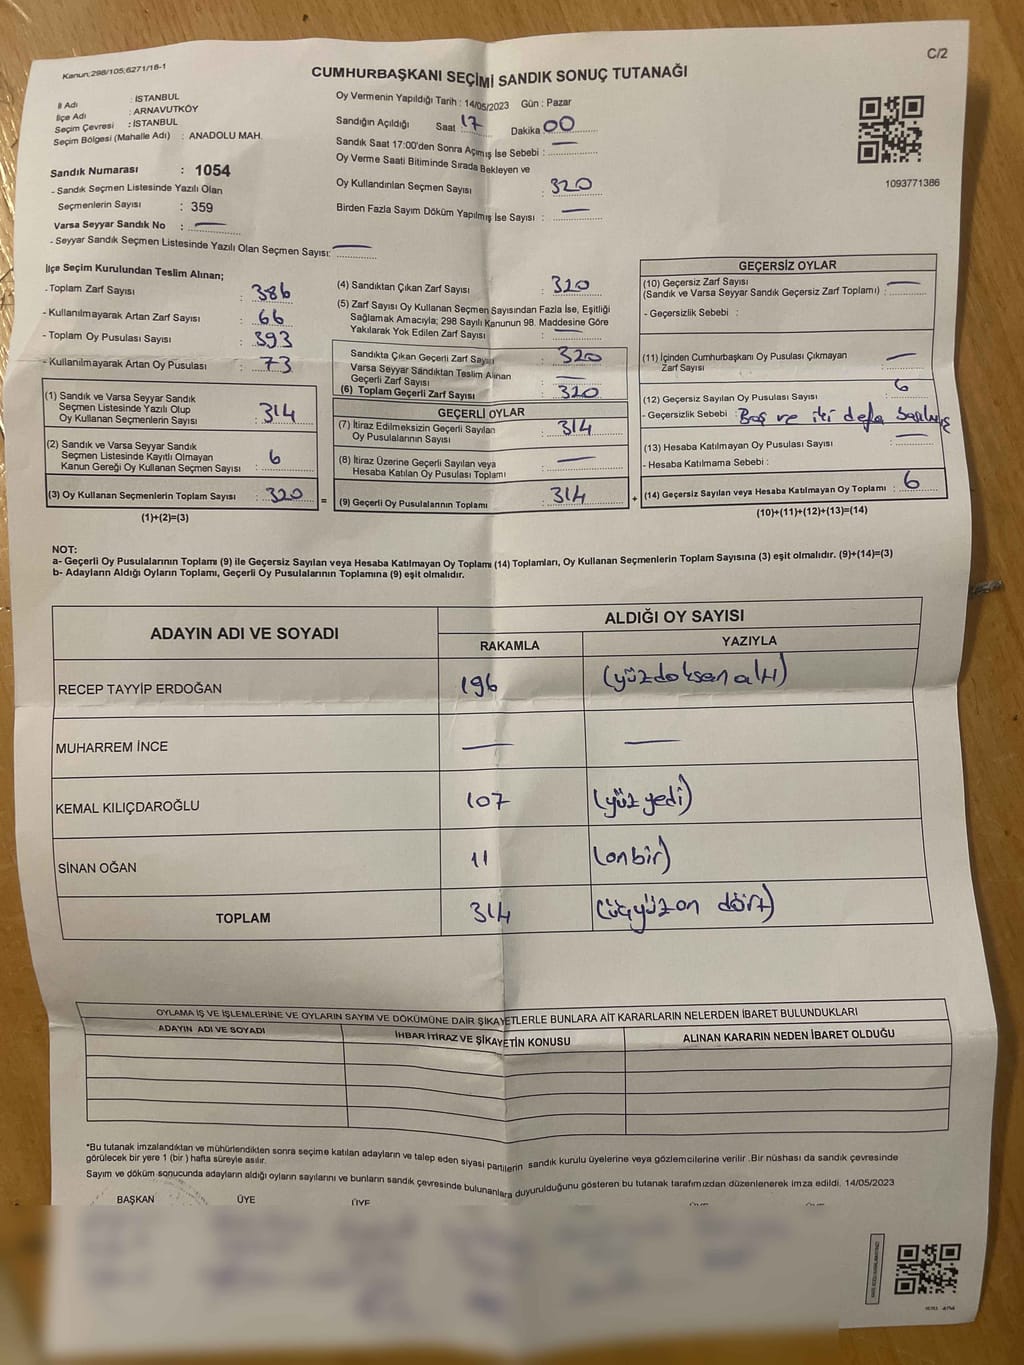 Kanun;298/105;6271/16-1
C/2
CUMHURBAŞKANI SEÇİMİ SANDIK SONUÇ TUTANAĞI
İl Adı : İSTANBUL
İlçe Adı : ARNAVUTKÖY
Seçim Çevresi : İSTANBUL
Seçim Bölgesi (Mahalle Adı) : ANADOLU MAH.
Sandık Numarası : 1054
- Sandık Seçmen Listesinde Yazılı Olan
Seçmenlerin Sayısı : 359
Varsa Seyyar Sandık No : —
- Seyyar Sandık Seçmen Listesinde Yazılı Olan Seçmen Sayısı: —
Oy Vermenin Yapıldığı Tarih : 14/05/2023 Gün : Pazar
Sandığın Açıldığı Saat 17 Dakika 00
Sandık Saat 17:00'den Sonra Açılmış İse Sebebi : —
Oy Verme Saati Bitiminde Sırada Bekleyen ve
Oy Kullandırılan Seçmen Sayısı : 320
Birden Fazla Sayım Döküm Yapılmış İse Sayısı : —
1093771386
İlçe Seçim Kurulundan Teslim Alınan;
- Toplam Zarf Sayısı : 386
- Kullanılmayarak Artan Zarf Sayısı : 66
- Toplam Oy Pusulası Sayısı : 393
- Kullanılmayarak Artan Oy Pusulası : 73
(1) Sandık ve Varsa Seyyar Sandık
Seçmen Listesinde Yazılı Olup
Oy Kullanan Seçmenlerin Sayısı : 314
(2) Sandık ve Varsa Seyyar Sandık
Seçmen Listesinde Kayıtlı Olmayan
Kanun Gereği Oy Kullanan Seçmen Sayısı : 6
(3) Oy Kullanan Seçmenlerin Toplam Sayısı : 320 =
(1)+(2)=(3)
(4) Sandıktan Çıkan Zarf Sayısı : 320
(5) Zarf Sayısı Oy Kullanan Seçmen Sayısından Fazla İse, Eşitliği
Sağlamak Amacıyla; 298 Sayılı Kanunun 98. Maddesine Göre
Yakılarak Yok Edilen Zarf Sayısı : —
Sandıkta Çıkan Geçerli Zarf Sayısı : 320
Varsa Seyyar Sandıktan Teslim Alınan
Geçerli Zarf Sayısı : —
(6) Toplam Geçerli Zarf Sayısı : 320
GEÇERLİ OYLAR
(7) İtiraz Edilmeksizin Geçerli Sayılan
Oy Pusulalarının Sayısı : 314
(8) İtiraz Üzerine Geçerli Sayılan veya
Hesaba Katılan Oy Pusulası Toplamı : —
(9) Geçerli Oy Pusulalarının Toplamı : 314 +
GEÇERSİZ OYLAR
(10) Geçersiz Zarf Sayısı
(Sandık ve Varsa Seyyar Sandık Geçersiz Zarf Toplamı) : —
- Geçersizlik Sebebi :
(11) İçinden Cumhurbaşkanı Oy Pusulası Çıkmayan
Zarf Sayısı : —
(12) Geçersiz Sayılan Oy Pusulası Sayısı : 6
- Geçersizlik Sebebi : Boş ve iki defa
(13) Hesaba Katılmayan Oy Pusulası Sayısı : —
- Hesaba Katılmama Sebebi :
(14) Geçersiz Sayılan veya Hesaba Katılmayan Oy Toplamı : 6
(10)+(11)+(12)+(13)=(14)
NOT:
a- Geçerli Oy Pusulalarının Toplamı (9) ile Geçersiz Sayılan veya Hesaba Katılmayan Oy Toplamı (14) Toplamları, Oy Kullanan Seçmenlerin Toplam Sayısına (3) eşit olmalıdır. (9)+(14)=(3)
b- Adayların Aldığı Oyların Toplamı, Geçerli Oy Pusulalarının Toplamına (9) eşit olmalıdır.
ADAYIN ADI VE SOYADI ALDIĞI OY SAYISI
RAKAMLA YAZIYLA
RECEP TAYYİP ERDOĞAN 196 (yüzdoksan altı)
MUHARREM İNCE — —
KEMAL KILIÇDAROĞLU 107 (yüz yedi)
SİNAN OĞAN 11 (onbir)
TOPLAM 314 (üçyüzon dört)
OYLAMA İŞ VE İŞLEMLERİNE VE OYLARIN SAYIM VE DÖKÜMÜNE DAİR ŞİKAYETLERLE BUNLARA AİT KARARLARIN NELERDEN İBARET BULUNDUKLARI
ADAYIN ADI VE SOYADI İHBAR İTİRAZ VE ŞİKAYETİN KONUSU ALINAN KARARIN NEDEN İBARET OLDUĞU
*Bu tutanak imzalandıktan ve mühürlendikten sonra seçime katılan adayların ve talep eden siyasi partilerin sandık kurulu üyelerine veya gözlemcilerine verilir .Bir nüshası da sandık çevresinde
görülecek bir yere 1 (bir ) hafta süreyle asılır.
Sayım ve döküm sonucunda adayların aldığı oyların sayılarını ve bunların sandık çevresinde bulunanlara duyurulduğunu gösteren bu tutanak tarafımızdan düzenlenerek imza edildi. 14/05/2023
BAŞKAN ÜYE ÜYE